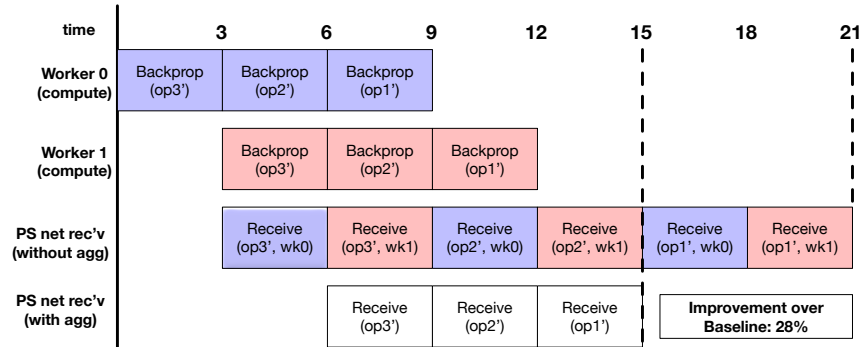 time 3 6 9 12 15 18 21
Worker 0
(compute)
Backprop
(op3’)
Backprop
(op2’)
Backprop
(op1’)
Worker 1
(compute)
Backprop
(op3’)
Backprop
(op2’)
Backprop
(op1’)
PS net rec’v
(without agg)
Receive
(op3’, wk0)
Receive
(op3’, wk1)
Receive
(op2’, wk0)
Receive
(op2’, wk1)
Receive
(op1’, wk0)
Receive
(op1’, wk1)
PS net rec’v
(with agg)
Receive
(op3’)
Receive
(op2’)
Receive
(op1’)
Improvement over
Baseline: 28%